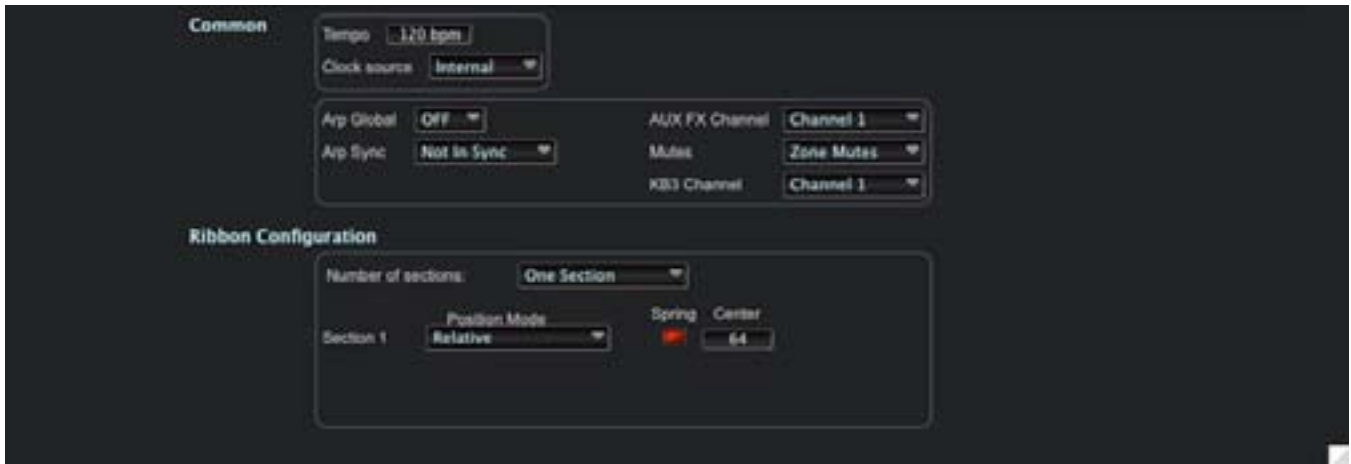 Common
Tempo 120 bpm
Clock source Internal
Arp Global OFF AUX FX Channel Channel 1
Arp Sync Not In Sync Mutes Zone Mutes
KB3 Channel Channel 1
Ribbon Configuration
Number of sections: One Section
Position Mode Spring Center
Section 1 Relative 64